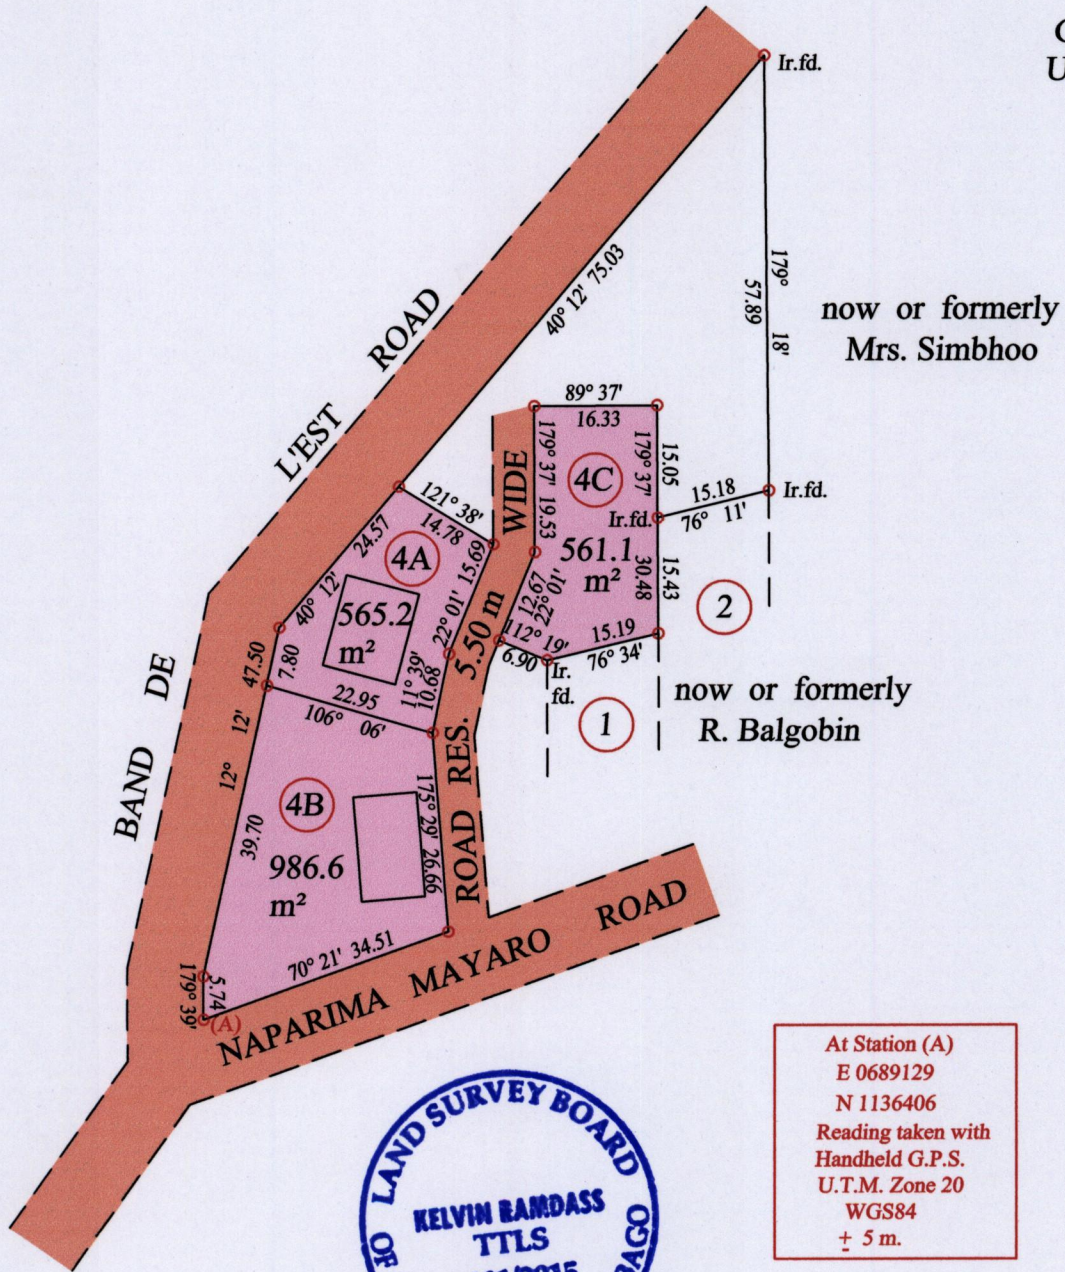 Ir.fd.
40° 12' 75.03
179° 18'
57.89
now or formerly
Mrs. Simbhoo
BAND DE L'EST ROAD
89° 37'
16.33
179° 37' 19.53
179° 37'
30.48
15.05
15.43
4C
561.1
m²
Ir.fd.
15.18
76° 11'
Ir.fd.
2
121° 38'
14.78
24.57
40° 12'
4A
565.2
m²
22° 01' 15.69
11° 39'
10.68
12.67
22° 01'
112° 19'
6.90
15.19
76° 34'
Ir.
fd.
1
now or formerly
R. Balgobin
ROAD RES. 5.50 m WIDE
47.50
7.80
12° 12'
39.70
22.95
106° 06'
4B
986.6
m²
175° 29' 26.66
70° 21' 34.51
5.74
179° 39'
(A)
NAPARIMA MAYARO ROAD
At Station (A)
E 0689129
N 1136406
Reading taken with
Handheld G.P.S.
U.T.M. Zone 20
WGS84
± 5 m.
OF LAND SURVEY BOARD
KELVIN RAMDASS
TTLS